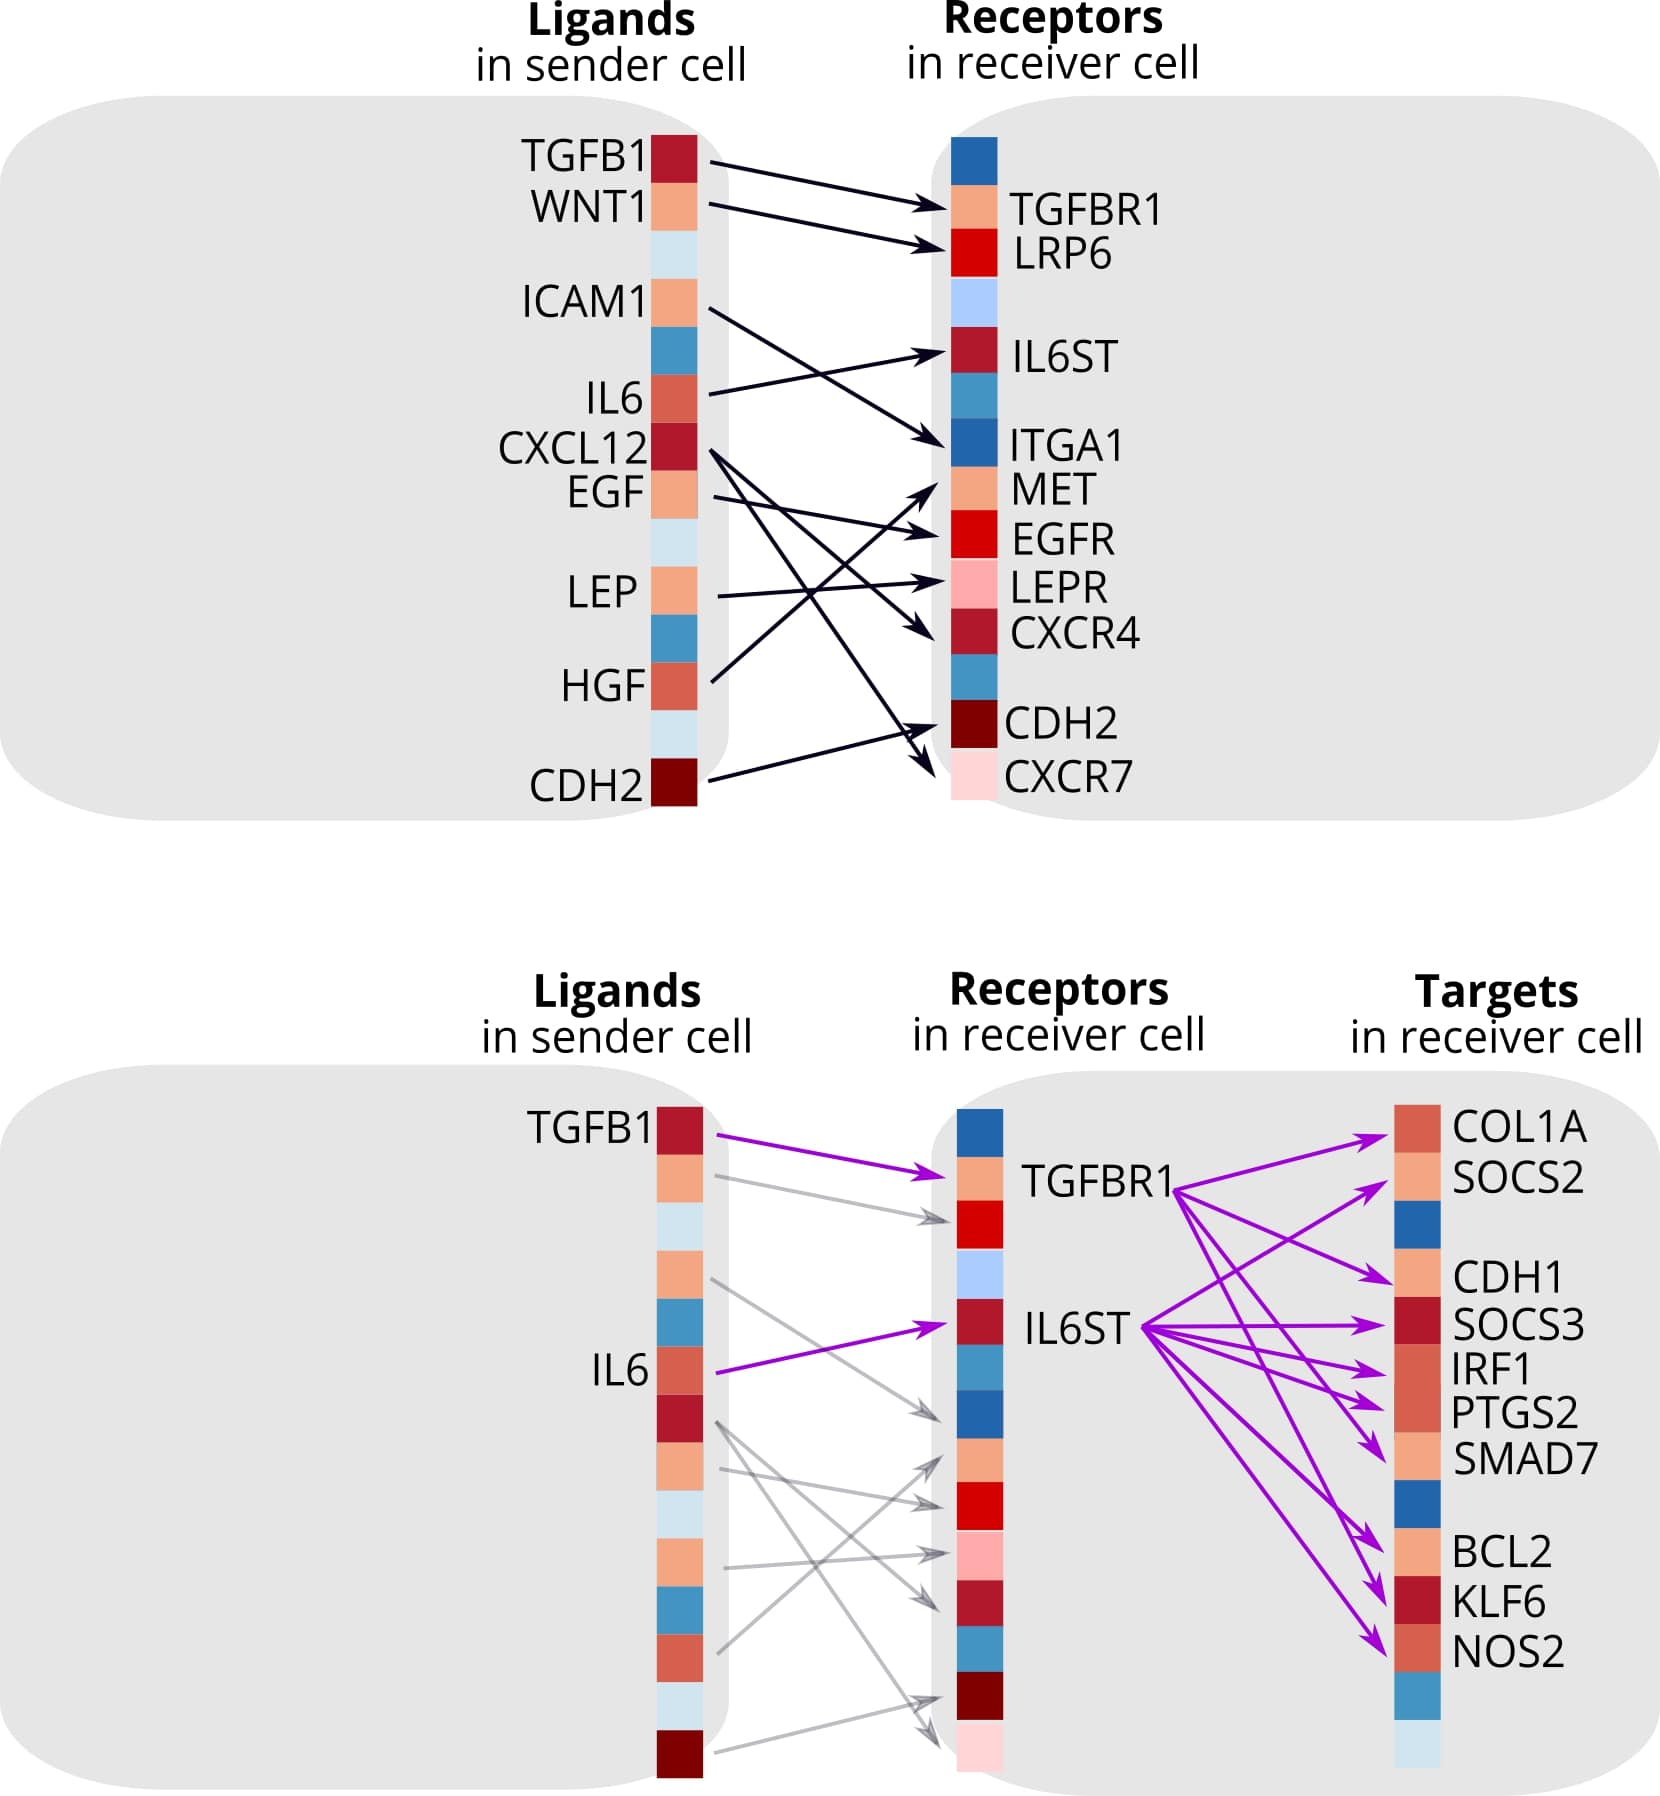 Ligands
in sender cell
Receptors
in receiver cell
TGFB1
WNT1
ICAM1
IL6
CXCL12
EGF
LEP
HGF
CDH2
TGFBR1
LRP6
IL6ST
ITGA1
MET
EGFR
LEPR
CXCR4
CDH2
CXCR7
Ligands
in sender cell
Receptors
in receiver cell
Targets
in receiver cell
TGFB1
IL6
TGFBR1
IL6ST
COL1A
SOCS2
CDH1
SOCS3
IRF1
PTGS2
SMAD7
BCL2
KLF6
NOS2